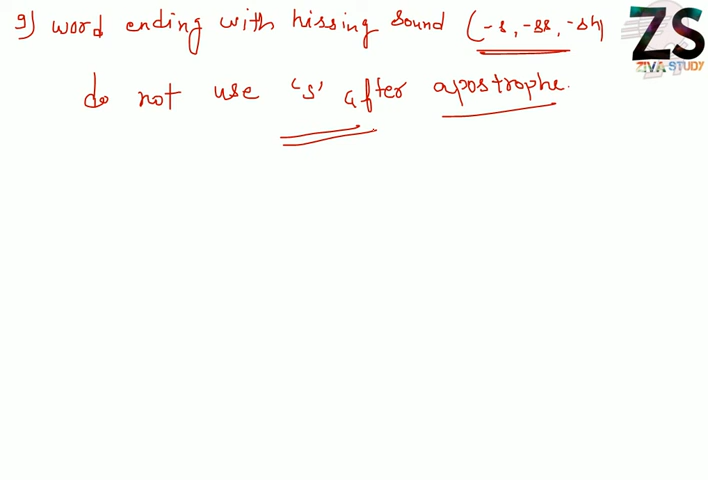 9) word ending with hissing sound (-s, -ss, -sh)
do not use 's' after apostrophe.
ZS
ZIVA STUDY